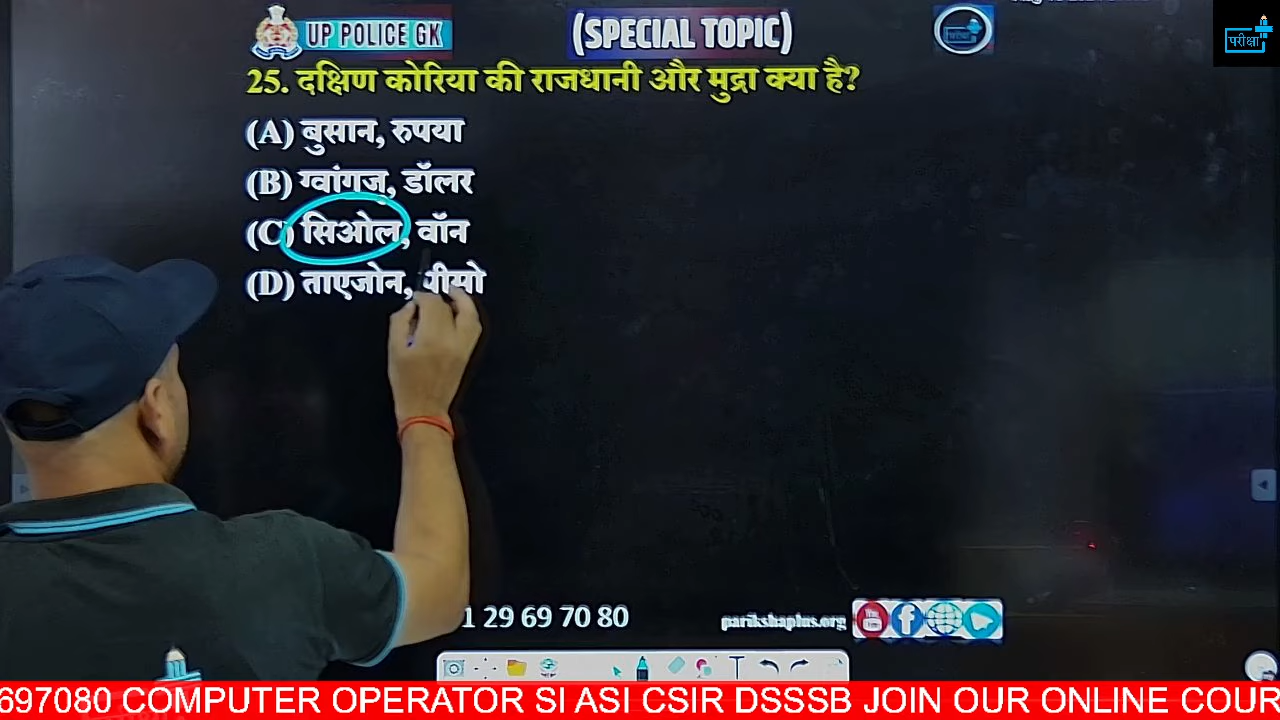 UP POLICE GK
(SPECIAL TOPIC)
परीक्षा
25. दक्षिण कोरिया की राजधानी और मुद्रा क्या है?
(A) बुसान, रुपया
(B) ग्वांगजू, डॉलर
(C) सिओल, वॉन
(D) ताएजोन, पीसो
1 29 69 70 80
parikshaplus.org
697080 COMPUTER OPERATOR SI ASI CSIR DSSSB JOIN OUR ONLINE COUR